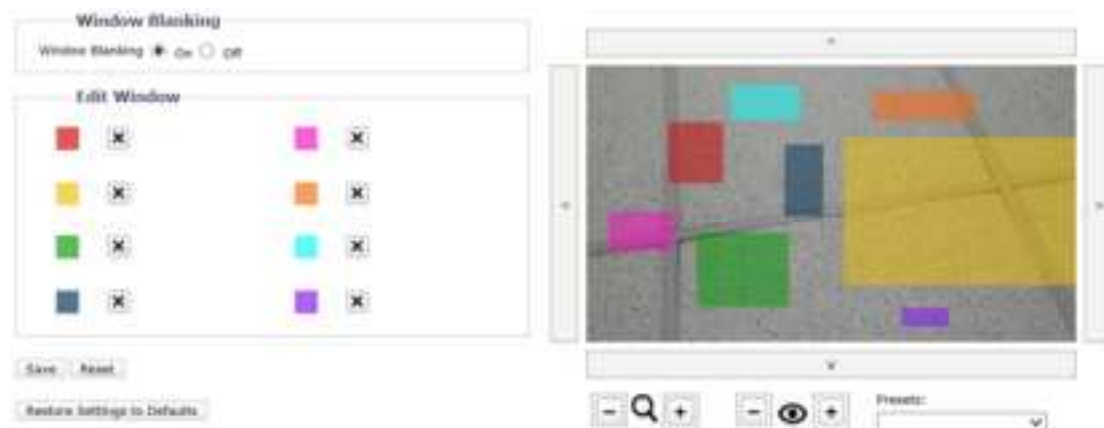 Window Blanking
Window Blanking On Off
Edit Window
Save Reset
Restore Settings to Defaults
Presets: